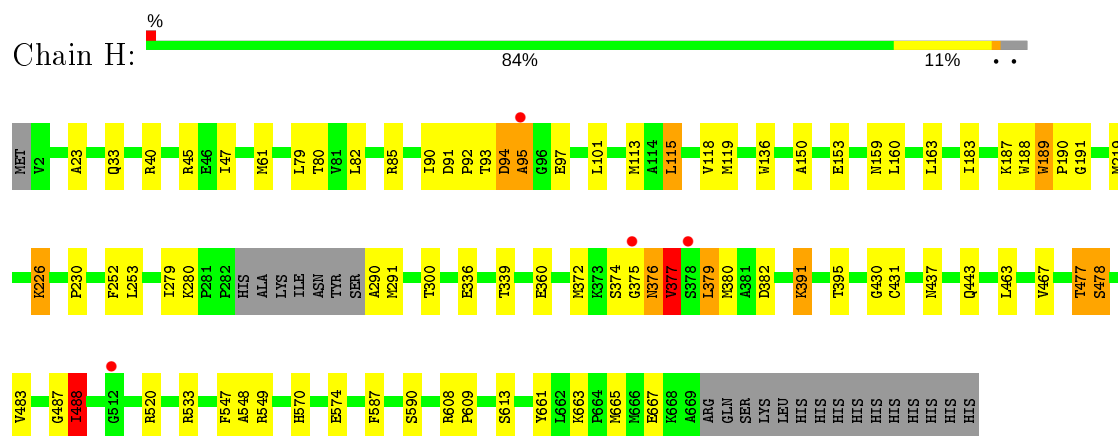 %
Chain H:
84% 11% • •
MET V2 A23 Q33 R40 R45 E46 I47 M61 L79 T80 V81 L82 R85 I90 D91 P92 T93 D94 A95 G96 E97 L101 M113 A114 L115 V118 M119 W136 A150 E153 N159 L160 L163 I183 K187 W188 W189 P190 G191 M219
K226 P230 F252 L253 I279 K280 P281 P282 HIS ALA LYS ILE ASN TYR SER A290 M291 T300 E336 T339 E360 M372 K373 S374 G375 N376 V377 S378 L379 M380 A381 D382 K391 T395 G430 C431 N437 Q443 L463 V467 T477 S478
V483 G487 I488 G512 R520 R533 F547 A548 R549 H570 E574 F587 S590 R608 P609 S613 Y661 L662 K663 P664 M665 M666 E667 K668 A669 ARG GLN SER LYS LEU HIS HIS HIS HIS HIS HIS HIS HIS HIS HIS